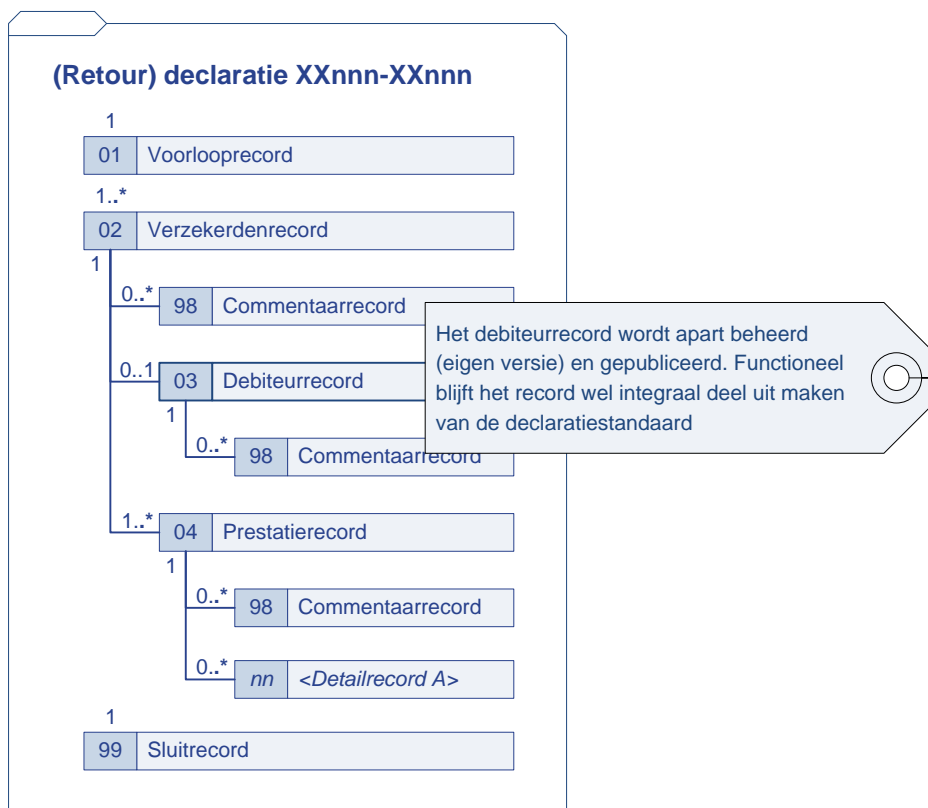 (Retour) declaratie XXnnn-XXnnn
1
01 Voorlooprecord
1..*
02 Verzekerdenrecord
1
0..* 98 Commentaarrecord
Het debiteurrecord wordt apart beheerd
(eigen versie) en gepubliceerd. Functioneel
blijft het record wel integraal deel uit maken
van de declaratiestandaard
0..1 03 Debiteurrecord
1
0..* 98 Commentaarrecord
1..* 04 Prestatierecord
1
0..* 98 Commentaarrecord
0..* nn <Detailrecord A>
1
99 Sluitrecord